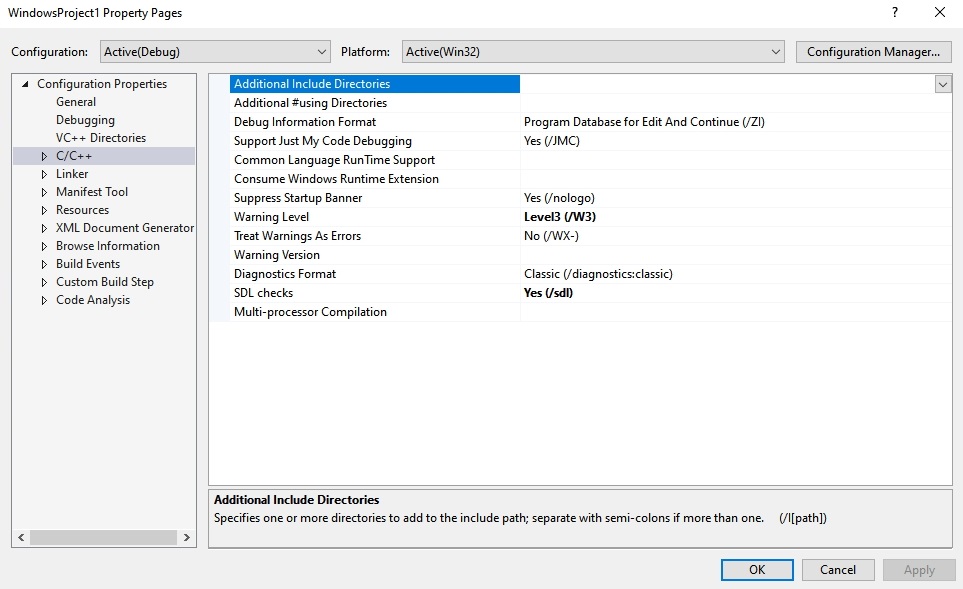 WindowsProject1 Property Pages
?
Configuration: Active(Debug) Platform: Active(Win32) Configuration Manager...
Configuration Properties
General
Debugging
VC++ Directories
C/C++
Linker
Manifest Tool
Resources
XML Document Generator
Browse Information
Build Events
Custom Build Step
Code Analysis
Additional Include Directories
Additional #using Directories
Debug Information Format Program Database for Edit And Continue (/ZI)
Support Just My Code Debugging Yes (/JMC)
Common Language RunTime Support
Consume Windows Runtime Extension
Suppress Startup Banner Yes (/nologo)
Warning Level Level3 (/W3)
Treat Warnings As Errors No (/WX-)
Warning Version
Diagnostics Format Classic (/diagnostics:classic)
SDL checks Yes (/sdl)
Multi-processor Compilation
Additional Include Directories
Specifies one or more directories to add to the include path; separate with semi-colons if more than one. (/I[path])
OK Cancel Apply